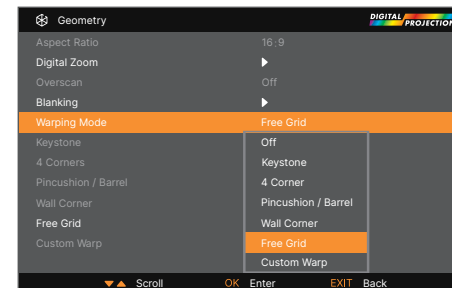 Geometry
DIGITAL PROJECTION
Aspect Ratio 16:9
Digital Zoom
Overscan Off
Blanking
Warping Mode Free Grid
Keystone Off
4 Corners Keystone
Pincushion / Barrel 4 Corner
Wall Corner Pincushion / Barrel
Free Grid Wall Corner
Custom Warp Free Grid
Custom Warp
Scroll OK Enter EXIT Back